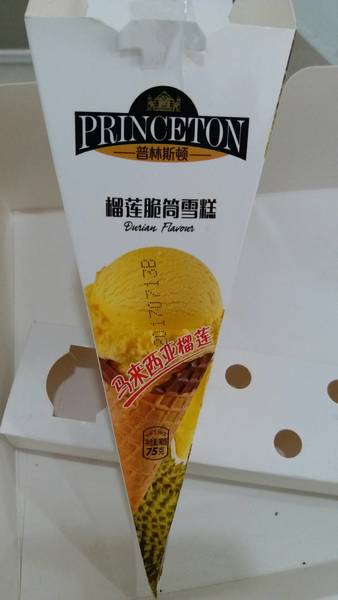 PRINCETON
普林斯顿
榴莲脆筒雪糕
Durian Flavour
20170713B
马来西亚榴莲
75克